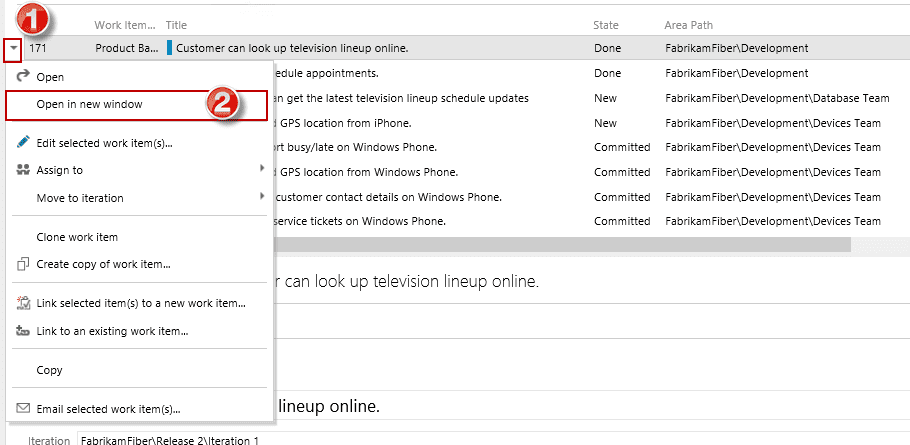 1
Work Item... Title State Area Path
171 Product Ba... Customer can look up television lineup online. Done FabrikamFiber\Development
Open edule appointments. Done FabrikamFiber\Development
Open in new window 2 an get the latest television lineup schedule updates New FabrikamFiber\Development\Database Team
d GPS location from iPhone. New FabrikamFiber\Development\Devices Team
Edit selected work item(s)... ort busy/late on Windows Phone. Committed FabrikamFiber\Development\Devices Team
Assign to d GPS location from Windows Phone. Committed FabrikamFiber\Development\Devices Team
Move to iteration customer contact details on Windows Phone. Committed FabrikamFiber\Development\Devices Team
service tickets on Windows Phone. Committed FabrikamFiber\Development\Devices Team
Clone work item
Create copy of work item...
r can look up television lineup online.
Link selected item(s) to a new work item...
Link to an existing work item...
Copy
Email selected work item(s)... lineup online.
Iteration FabrikamFiber\Release 2\Iteration 1